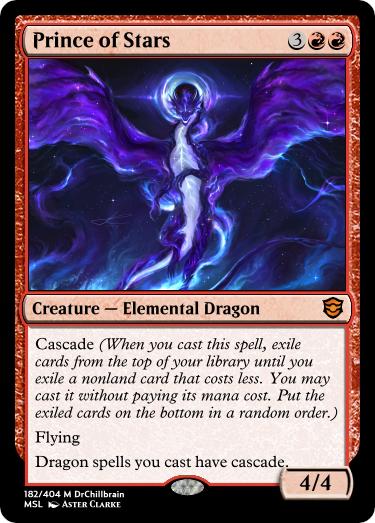 Prince of Stars 3
Creature — Elemental Dragon
Cascade (When you cast this spell, exile
cards from the top of your library until you
exile a nonland card that costs less. You may
cast it without paying its mana cost. Put the
exiled cards on the bottom in a random order.)
Flying
Dragon spells you cast have cascade.
4/4
182/404 M DrChillbrain
MSL Aster Clarke